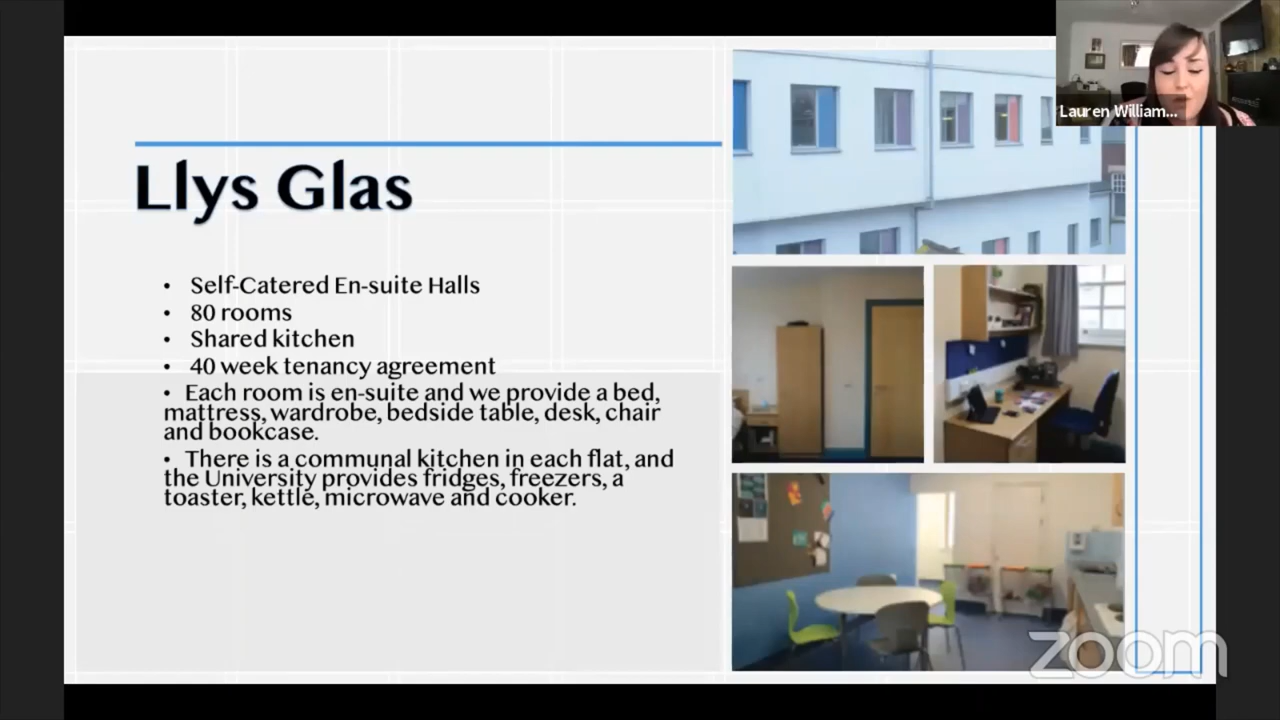 Lauren William...
Llys Glas
• Self-Catered En-suite Halls
• 80 rooms
• Shared kitchen
• 40 week tenancy agreement
• Each room is en-suite and we provide a bed,
mattress, wardrobe, bedside table, desk, chair
and bookcase.
• There is a communal kitchen in each flat, and
the University provides fridges, freezers, a
toaster, kettle, microwave and cooker.
zoom